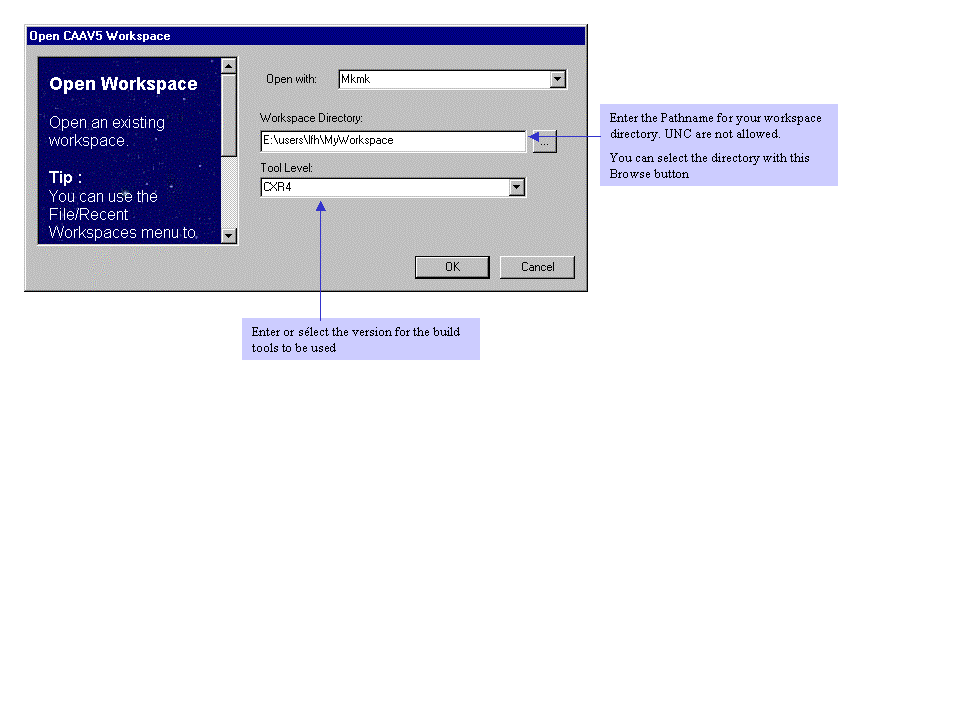 Open CAAV5 Workspace
Open Workspace
Open an existing
workspace.
Tip :
You can use the
File/Recent
Workspaces menu to
Open with:
Mkmk
Workspace Directory:
E:\users\lfh\MyWorkspace
...
Tool Level:
CXR4
OK
Cancel
Enter the Pathname for your workspace
directory. UNC are not allowed.
You can select the directory with this
Browse button
Enter or sélect the version for the build
tools to be used